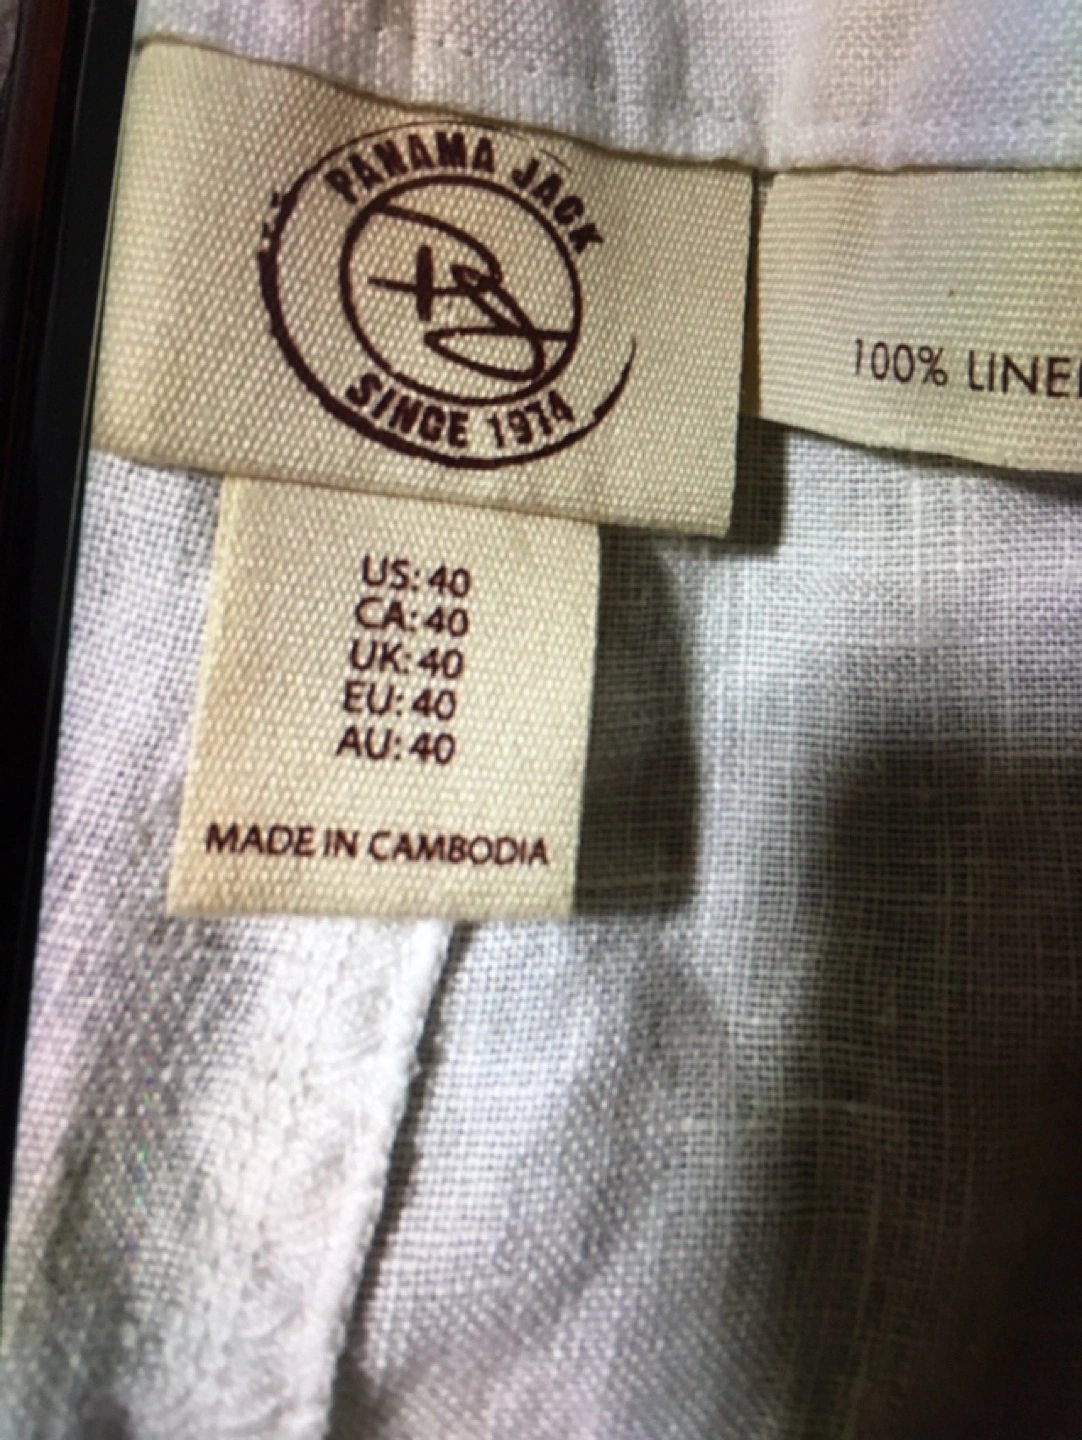 PANAMA JACK
SINCE 1974
100% LINE
US: 40
CA: 40
UK: 40
EU: 40
AU: 40
MADE IN CAMBODIA